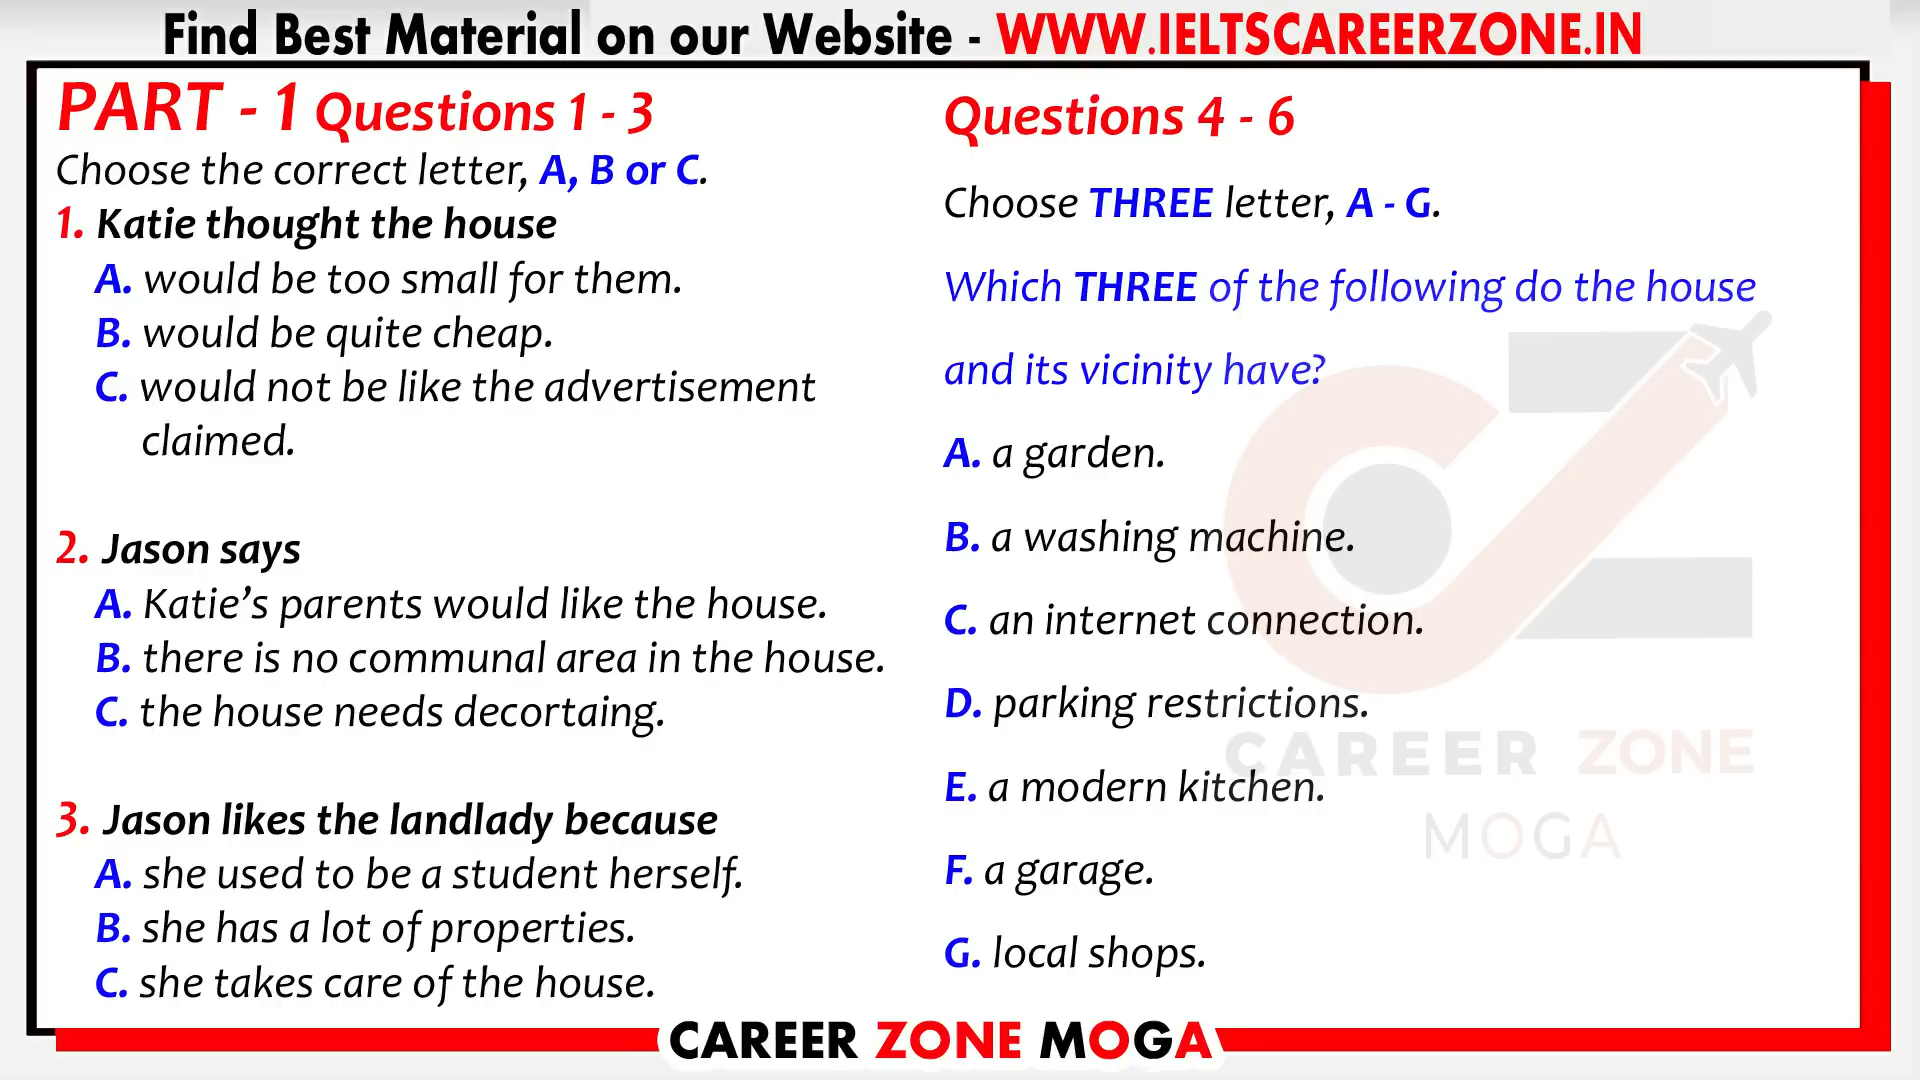 Find Best Material on our Website - WWW.IELTSCAREERZONE.IN
PART - 1 Questions 1 - 3
Choose the correct letter, A, B or C.
1. Katie thought the house
A. would be too small for them.
B. would be quite cheap.
C. would not be like the advertisement
claimed.
2. Jason says
A. Katie’s parents would like the house.
B. there is no communal area in the house.
C. the house needs decortaing.
3. Jason likes the landlady because
A. she used to be a student herself.
B. she has a lot of properties.
C. she takes care of the house.
Questions 4 - 6
Choose THREE letter, A - G.
Which THREE of the following do the house
and its vicinity have?
A. a garden.
B. a washing machine.
C. an internet connection.
D. parking restrictions.
E. a modern kitchen.
F. a garage.
G. local shops.
CAREER ZONE
MOGA
CAREER ZONE MOGA